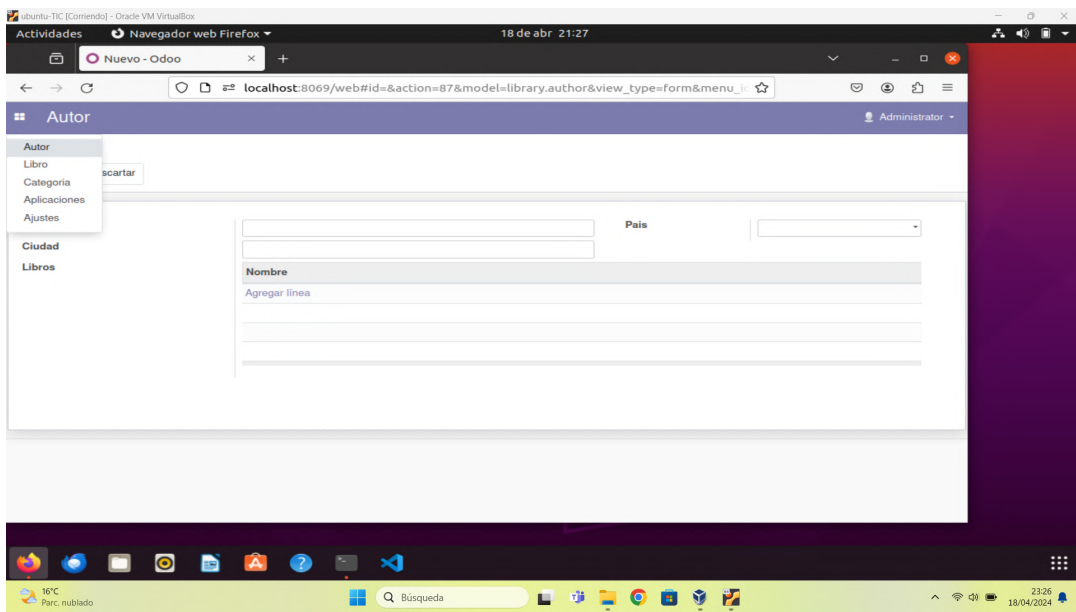 ubuntu-TIC [Corriendo] - Oracle VM VirtualBox
Actividades Navegador web Firefox 18 de abr 21:27
Nuevo - Odoo
localhost:8069/web#id=&action=87&model=library.author&view_type=form&menu_i
Autor Administrator
Autor
Libro
scartar
Categoria
Aplicaciones
Ajustes
Pais
Ciudad
Libros
Nombre
Agregar línea
16°C
Parc. nublado
Búsqueda
23:26
18/04/2024